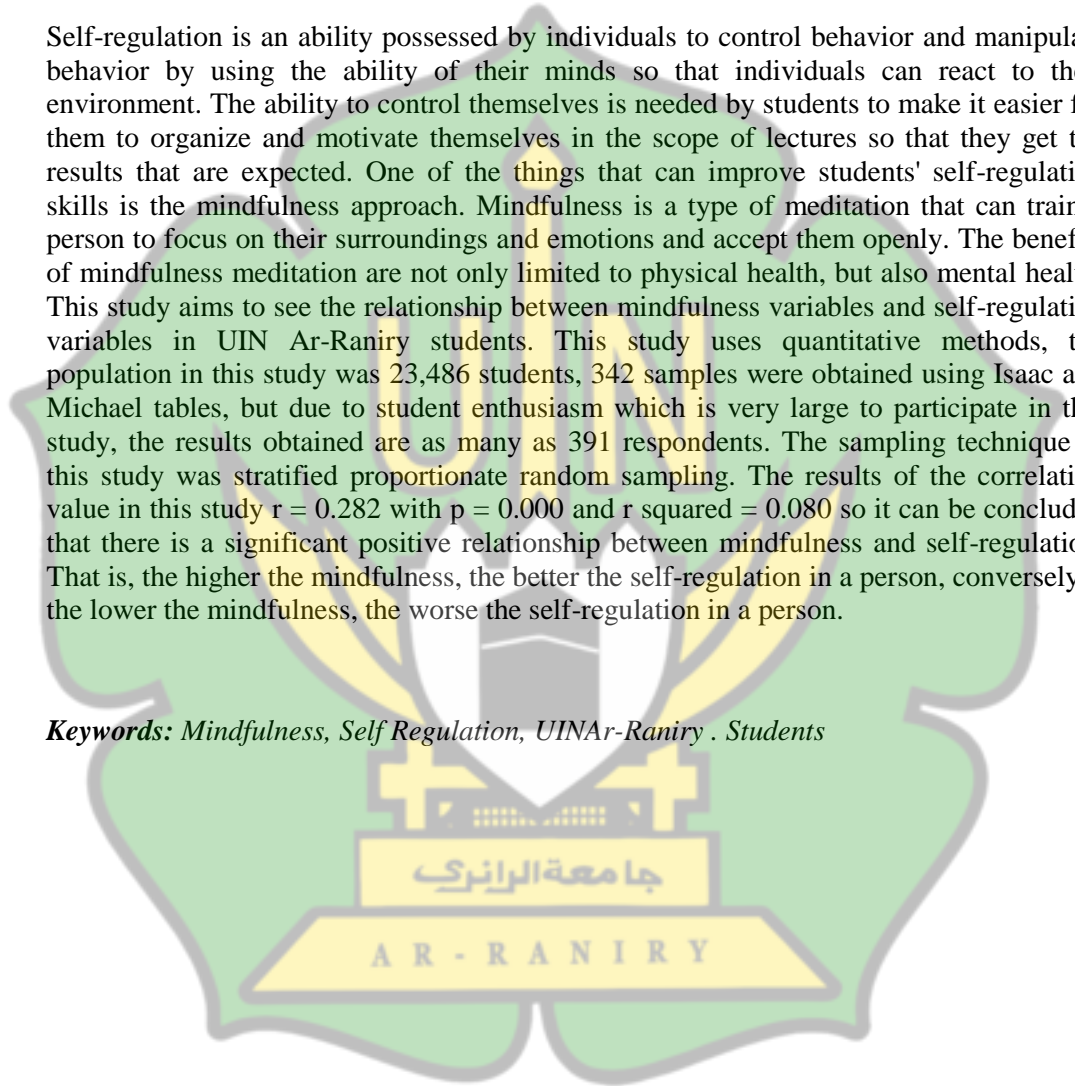 Self-regulation is an ability possessed by individuals to control behavior and manipula
behavior by using the ability of their minds so that individuals can react to the
environment. The ability to control themselves is needed by students to make it easier f
them to organize and motivate themselves in the scope of lectures so that they get t
results that are expected. One of the things that can improve students' self-regulati
skills is the mindfulness approach. Mindfulness is a type of meditation that can train
person to focus on their surroundings and emotions and accept them openly. The benef
of mindfulness meditation are not only limited to physical health, but also mental heal
This study aims to see the relationship between mindfulness variables and self-regulati
variables in UIN Ar-Raniry students. This study uses quantitative methods, t
population in this study was 23,486 students, 342 samples were obtained using Isaac a
Michael tables, but due to student enthusiasm which is very large to participate in th
study, the results obtained are as many as 391 respondents. The sampling technique
this study was stratified proportionate random sampling. The results of the correlati
value in this study r = 0.282 with p = 0.000 and r squared = 0.080 so it can be conclud
that there is a significant positive relationship between mindfulness and self-regulatio
That is, the higher the mindfulness, the better the self-regulation in a person, conversely
the lower the mindfulness, the worse the self-regulation in a person.
Keywords: Mindfulness, Self Regulation, UINAr-Raniry . Students
UIN
جامعة الرانري
AR-RANIRY